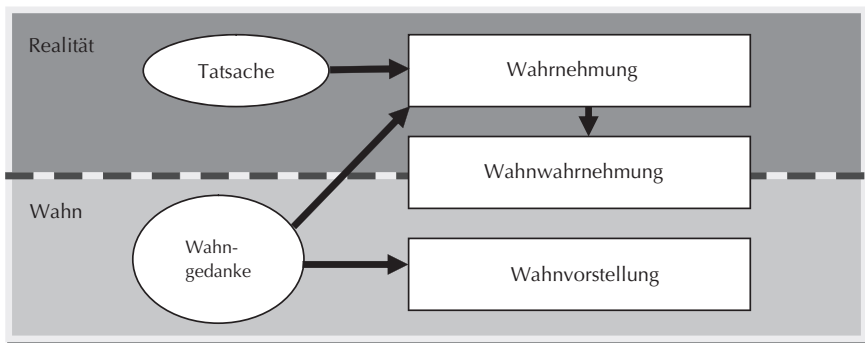 Realität
Tatsache
Wahrnehmung
Wahnwahrnehmung
Wahn
Wahn-
gedanke
Wahnvorstellung